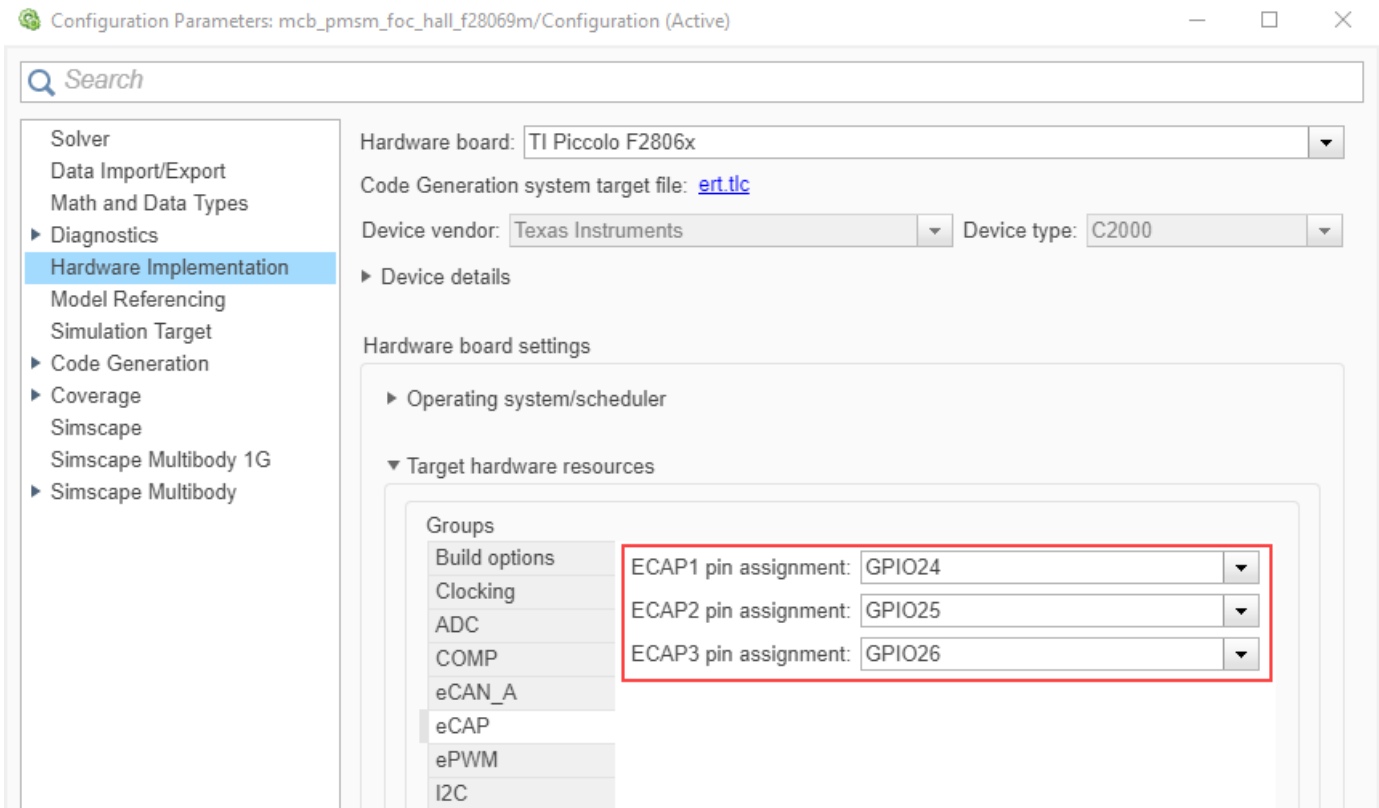 Configuration Parameters: mcb_pmsm_foc_hall_f28069m/Configuration (Active)
Search
Solver
Data Import/Export
Math and Data Types
Diagnostics
Hardware Implementation
Model Referencing
Simulation Target
Code Generation
Coverage
Simscape
Simscape Multibody 1G
Simscape Multibody
Hardware board: TI Piccolo F2806x
Code Generation system target file: ert.tlc
Device vendor: Texas Instruments Device type: C2000
Device details
Hardware board settings
Operating system/scheduler
Target hardware resources
Groups
Build options
Clocking
ADC
COMP
eCAN_A
eCAP
ePWM
I2C
ECAP1 pin assignment: GPIO24
ECAP2 pin assignment: GPIO25
ECAP3 pin assignment: GPIO26